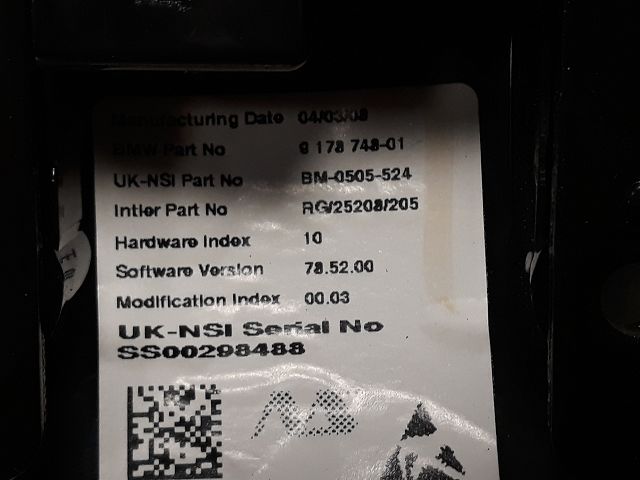 Manufacturing Date 04/03/08
BMW Part No 9 178 748-01
UK-NSI Part No BM-0505-524
Intier Part No RG/25208/205
Hardware Index 10
Software Version 78.52.00
Modification Index 00.03
UK-NSI Serial No
SS00298488